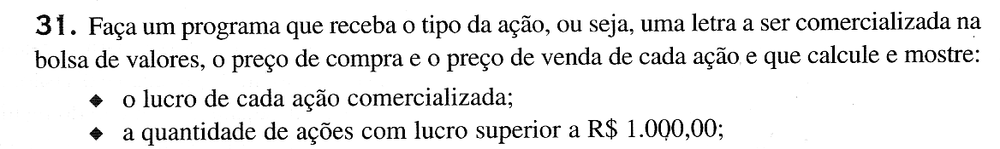 31. Faça um programa que receba o tipo da ação, ou seja, uma letra a ser comercializada na
bolsa de valores, o preço de compra e o preço de venda de cada ação e que calcule e mostre:
◆ o lucro de cada ação comercializada;
◆ a quantidade de ações com lucro superior a R$ 1.000,00;